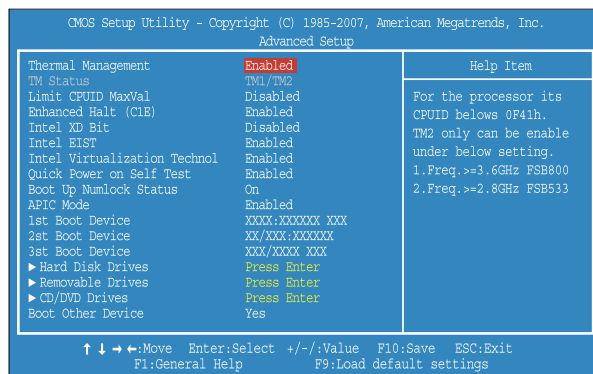 CMOS Setup Utility - Copyright (C) 1985-2007, American Megatrends, Inc.
Advanced Setup
Thermal Management Enabled
TM Status TM1/TM2
Limit CPUID MaxVal Disabled
Enhanced Halt (C1E) Enabled
Intel XD Bit Disabled
Intel EIST Enabled
Intel Virtualization Technol Enabled
Quick Power on Self Test Enabled
Boot Up Numlock Status On
APIC Mode Enabled
1st Boot Device XXXX:XXXXXX XXX
2st Boot Device XX/XXX:XXXXXX
3st Boot Device XXX/XXXX XXX
▶ Hard Disk Drives Press Enter
▶ Removable Drives Press Enter
▶ CD/DVD Drives Press Enter
Boot Other Device Yes
Help Item
For the processor its
CPUID belows 0F41h.
TM2 only can be enable
under below setting.
1.Freq.>=3.6GHz FSB800
2.Freq.>=2.8GHz FSB533
↑ ↓ → ←:Move Enter:Select +/-/:Value F10:Save ESC:Exit
F1:General Help F9:Load default settings